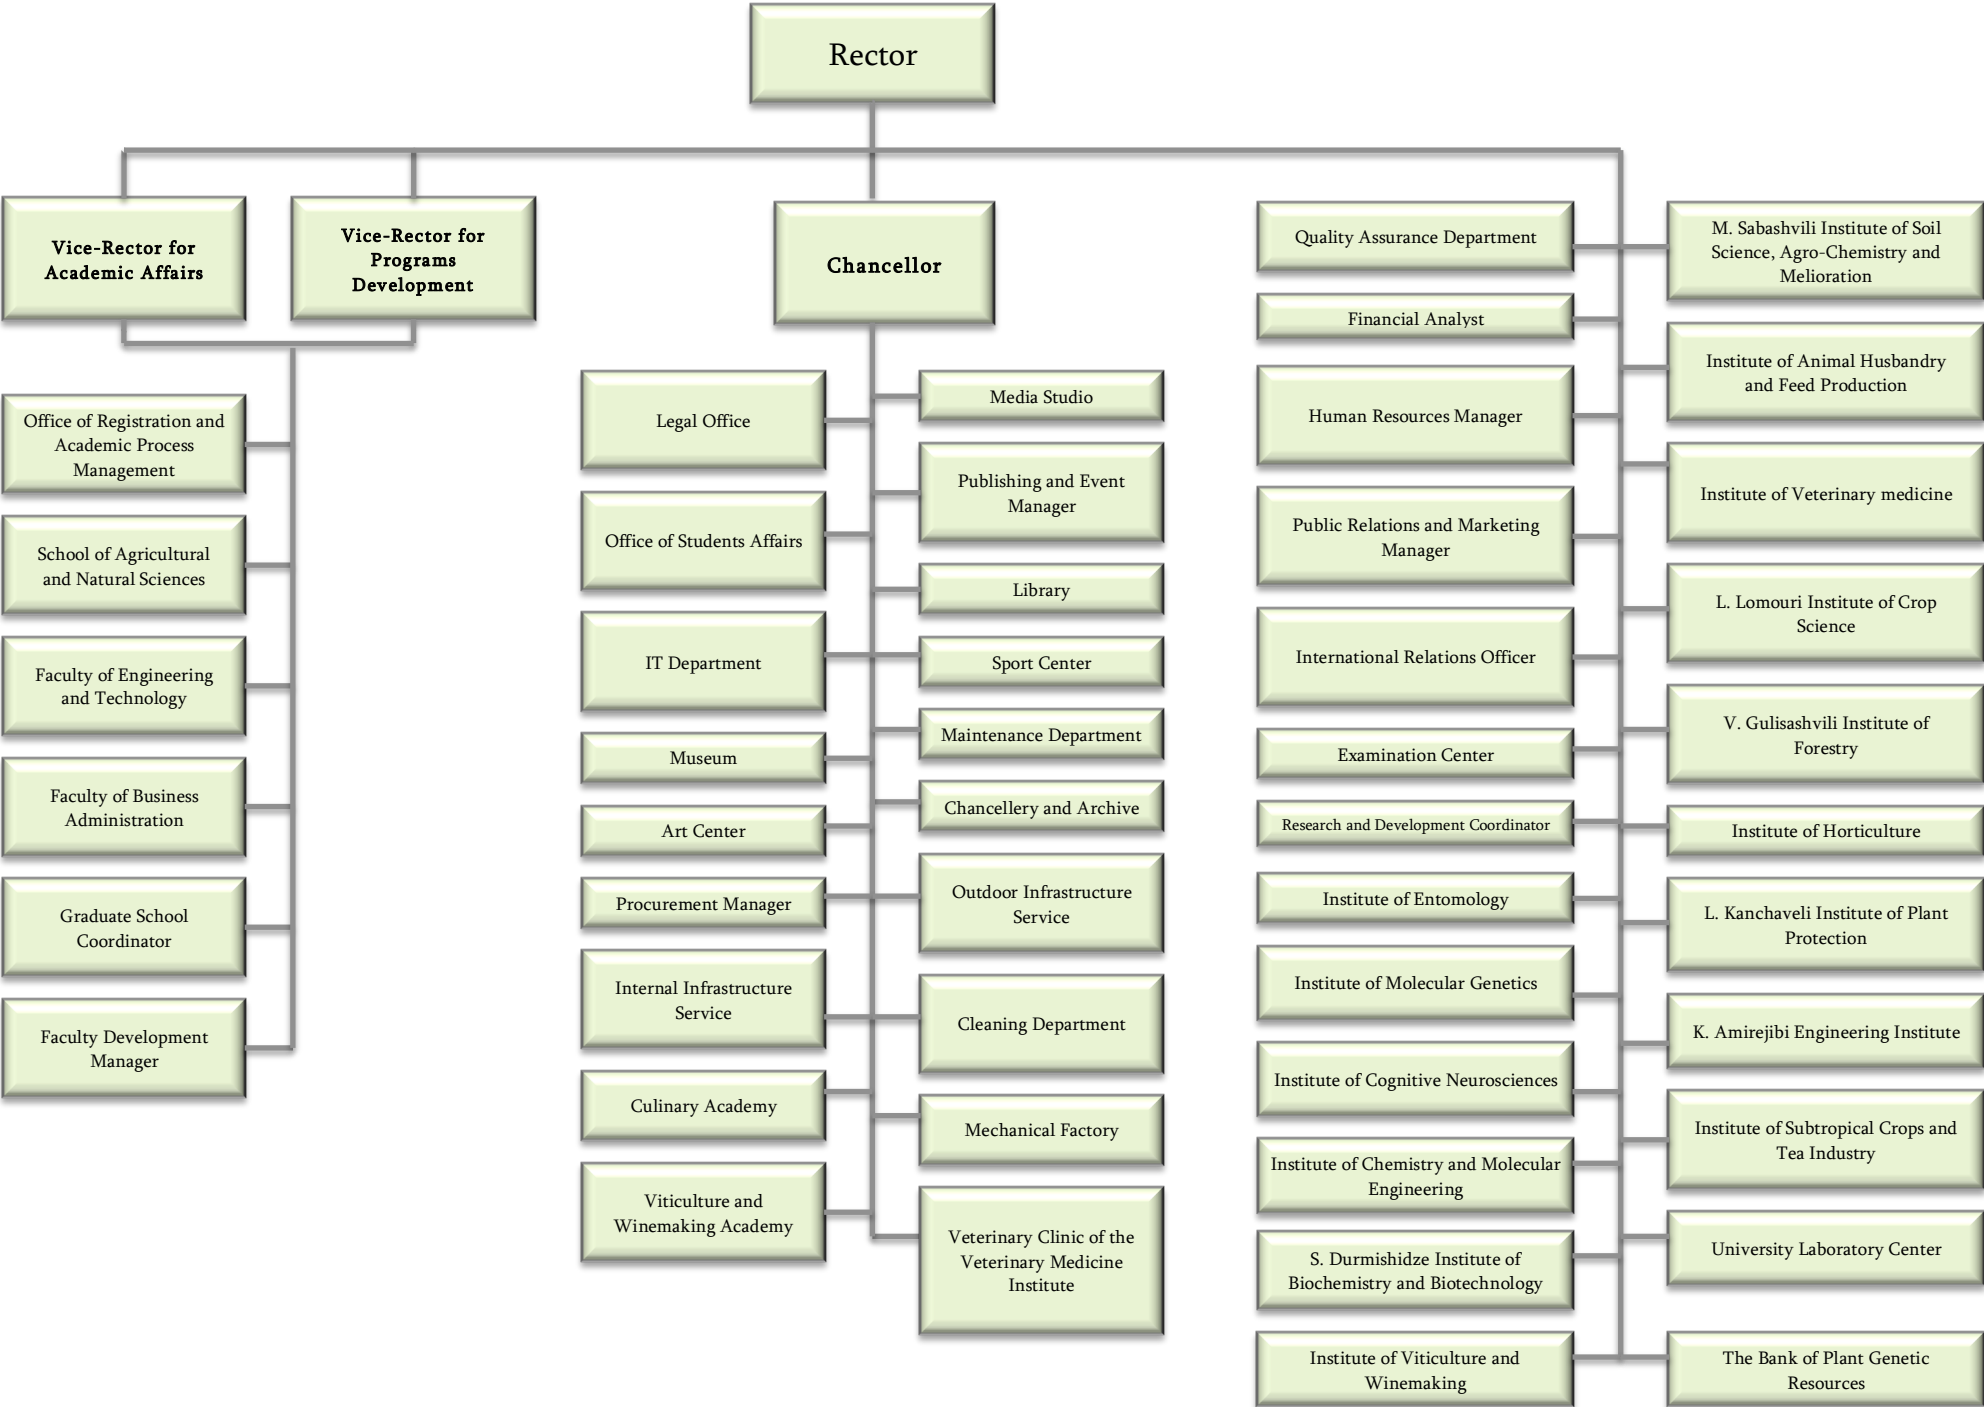 Rector
Vice-Rector for
Academic Affairs
Vice-Rector for
Programs
Development
Chancellor
Office of Registration and
Academic Process
Management
School of Agricultural
and Natural Sciences
Faculty of Engineering
and Technology
Faculty of Business
Administration
Graduate School
Coordinator
Faculty Development
Manager
Legal Office
Office of Students Affairs
IT Department
Museum
Art Center
Procurement Manager
Internal Infrastructure
Service
Culinary Academy
Viticulture and
Winemaking Academy
Media Studio
Publishing and Event
Manager
Library
Sport Center
Maintenance Department
Chancellery and Archive
Outdoor Infrastructure
Service
Cleaning Department
Mechanical Factory
Veterinary Clinic of the
Veterinary Medicine
Institute
Quality Assurance Department
Financial Analyst
Human Resources Manager
Public Relations and Marketing
Manager
International Relations Officer
Examination Center
Research and Development Coordinator
Institute of Entomology
Institute of Molecular Genetics
Institute of Cognitive Neurosciences
Institute of Chemistry and Molecular
Engineering
S. Durmishidze Institute of
Biochemistry and Biotechnology
Institute of Viticulture and
Winemaking
M. Sabashvili Institute of Soil
Science, Agro-Chemistry and
Melioration
Institute of Animal Husbandry
and Feed Production
Institute of Veterinary medicine
L. Lomouri Institute of Crop
Science
V. Gulisashvili Institute of
Forestry
Institute of Horticulture
L. Kanchaveli Institute of Plant
Protection
K. Amirejibi Engineering Institute
Institute of Subtropical Crops and
Tea Industry
University Laboratory Center
The Bank of Plant Genetic
Resources